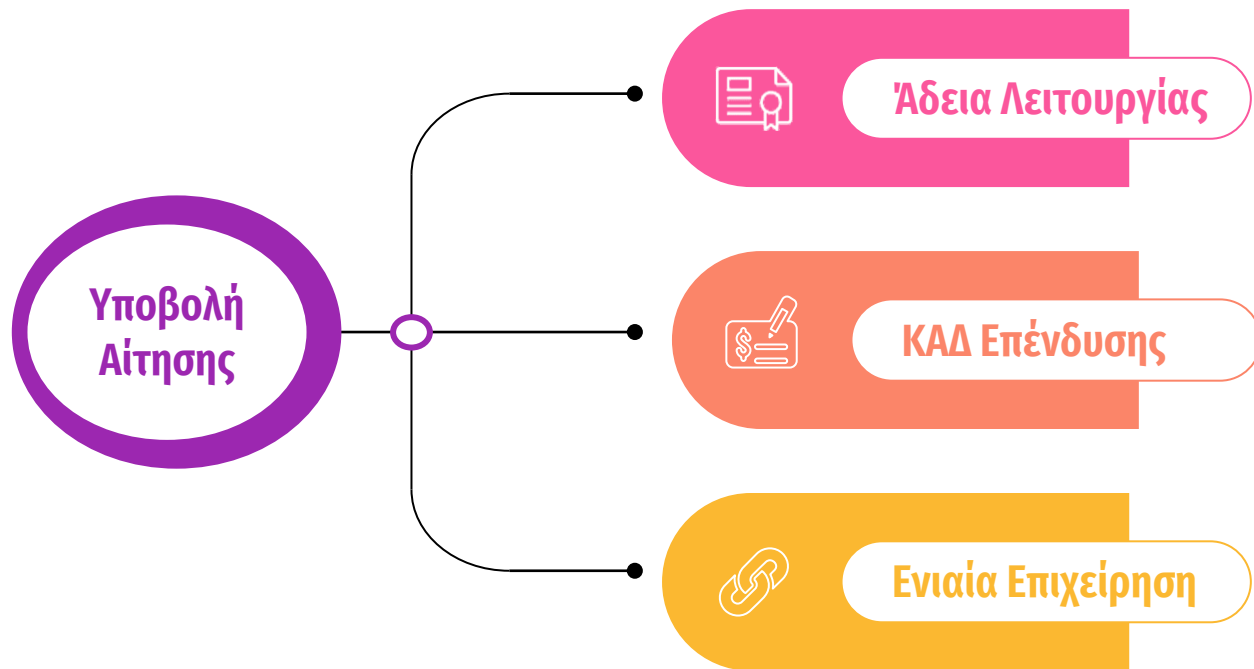 Υποβολή
Αίτησης
Άδεια Λειτουργίας
ΚΑΔ Επένδυσης
Ενιαία Επιχείρηση